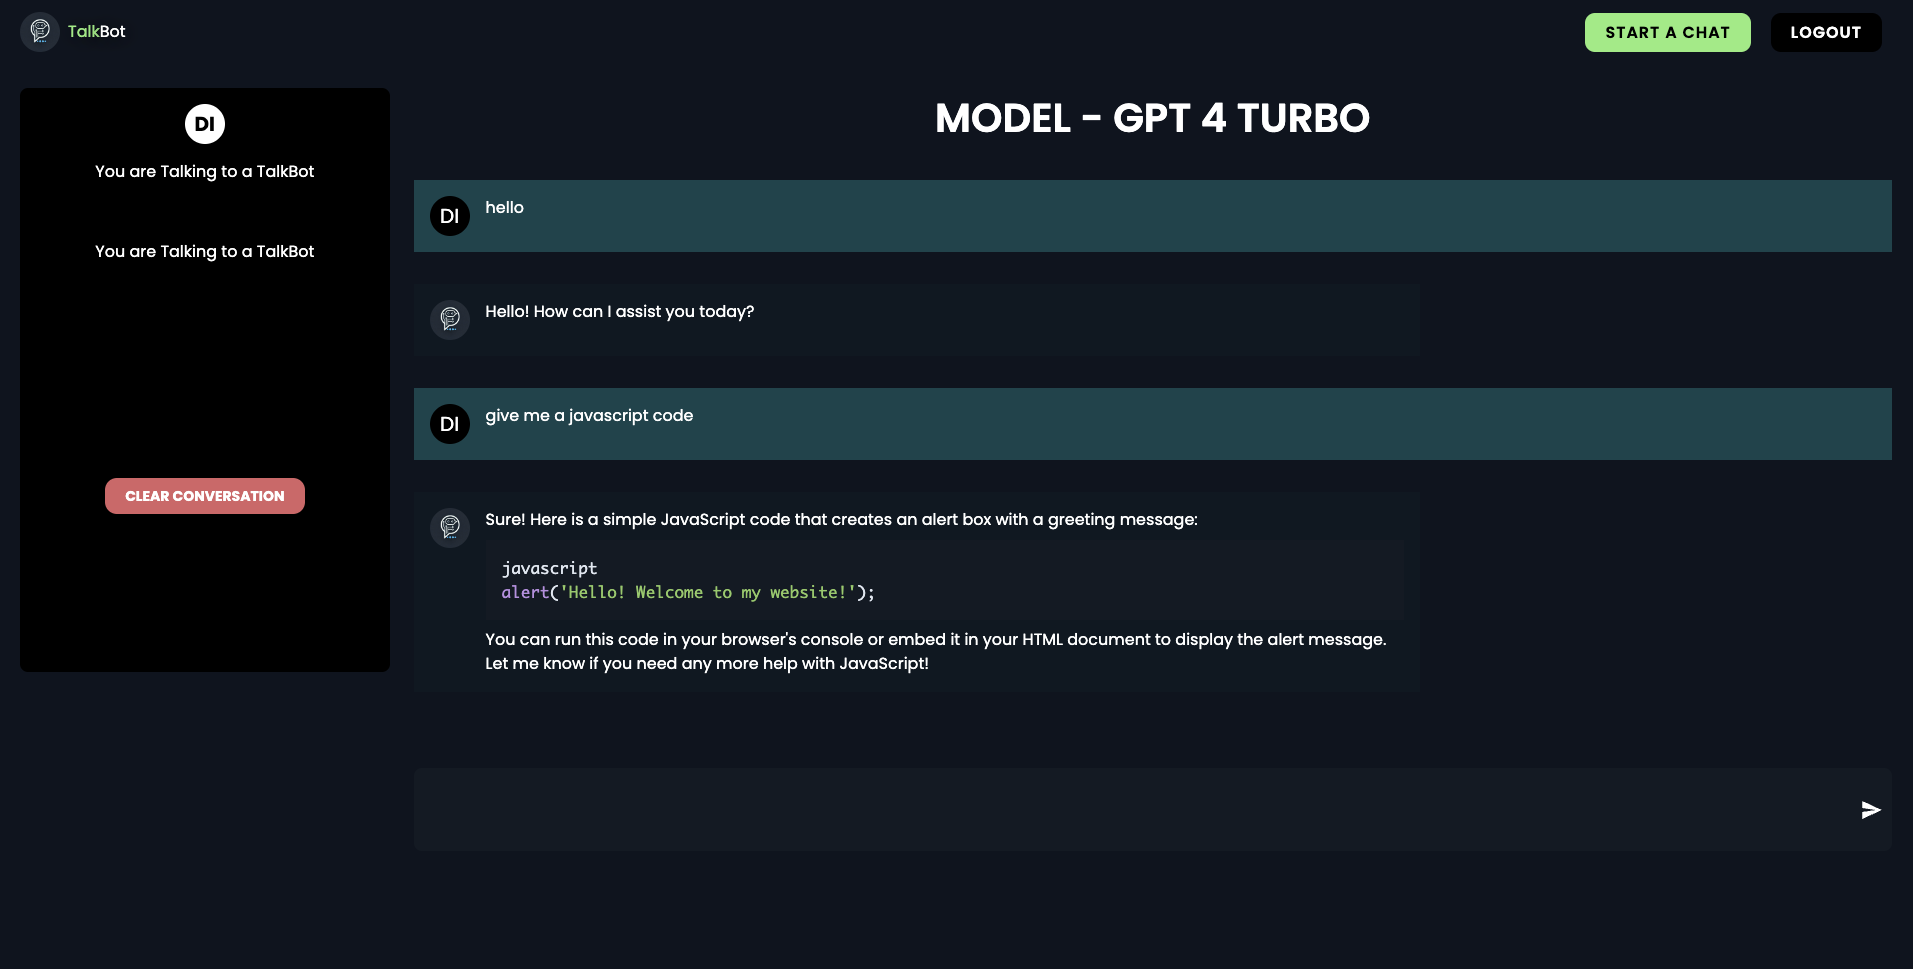 TalkBot
START A CHAT
LOGOUT
DI
You are Talking to a TalkBot
You are Talking to a TalkBot
CLEAR CONVERSATION
MODEL - GPT 4 TURBO
DI
hello
Hello! How can I assist you today?
DI
give me a javascript code
Sure! Here is a simple JavaScript code that creates an alert box with a greeting message:
javascript
alert('Hello! Welcome to my website!');
You can run this code in your browser's console or embed it in your HTML document to display the alert message.
Let me know if you need any more help with JavaScript!